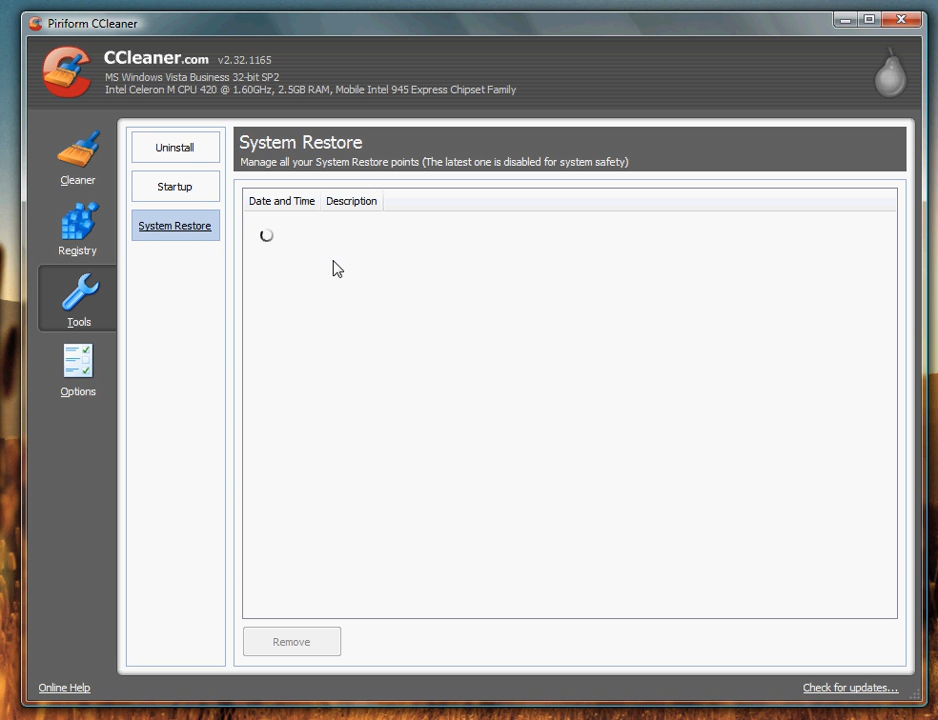 Piriform CCleaner
CCleaner.com v2.32.1165
MS Windows Vista Business 32-bit SP2
Intel Celeron M CPU 420 @ 1.60GHz, 2.5GB RAM, Mobile Intel 945 Express Chipset Family
Cleaner
Registry
Tools
Options
Uninstall
Startup
System Restore
System Restore
Manage all your System Restore points (The latest one is disabled for system safety)
Date and Time Description
Remove
Online Help
Check for updates...